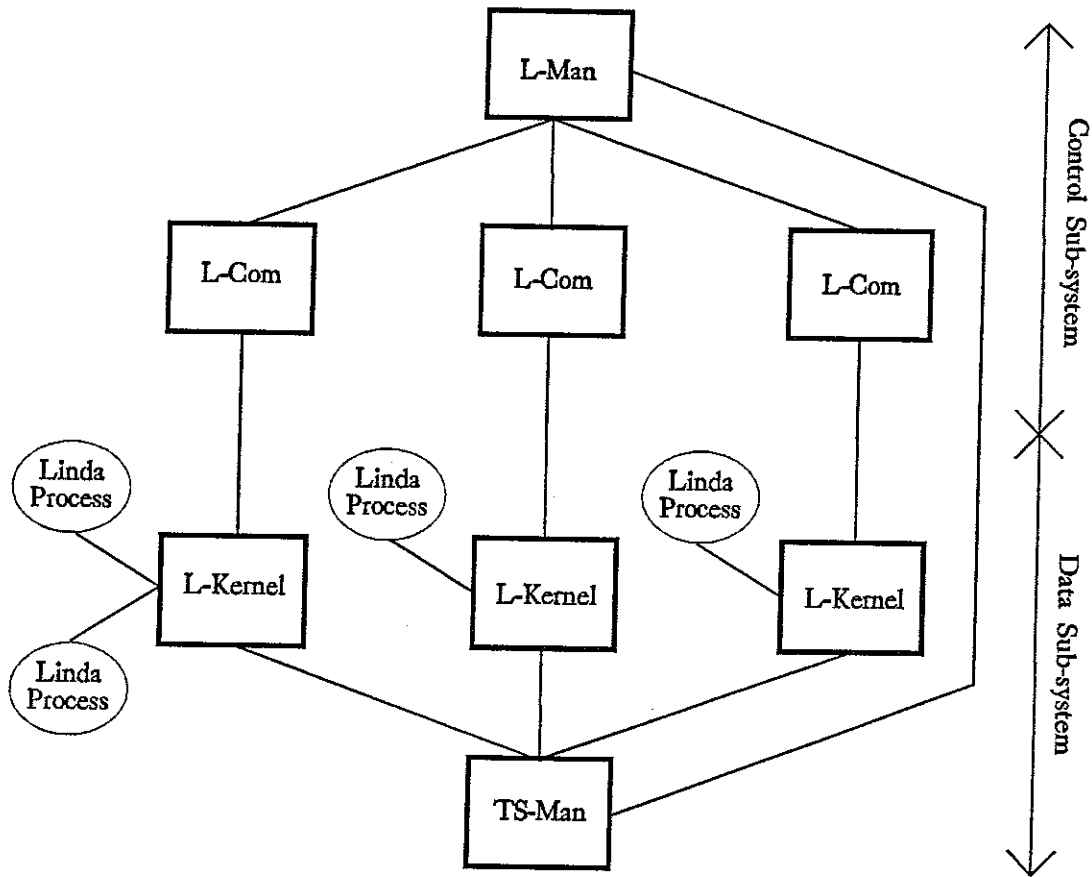 L-Man
Control Sub-system
L-Com
L-Com
L-Com
Linda
Process
Linda
Process
Linda
Process
L-Kernel
L-Kernel
L-Kernel
Data Sub-system
Linda
Process
TS-Man